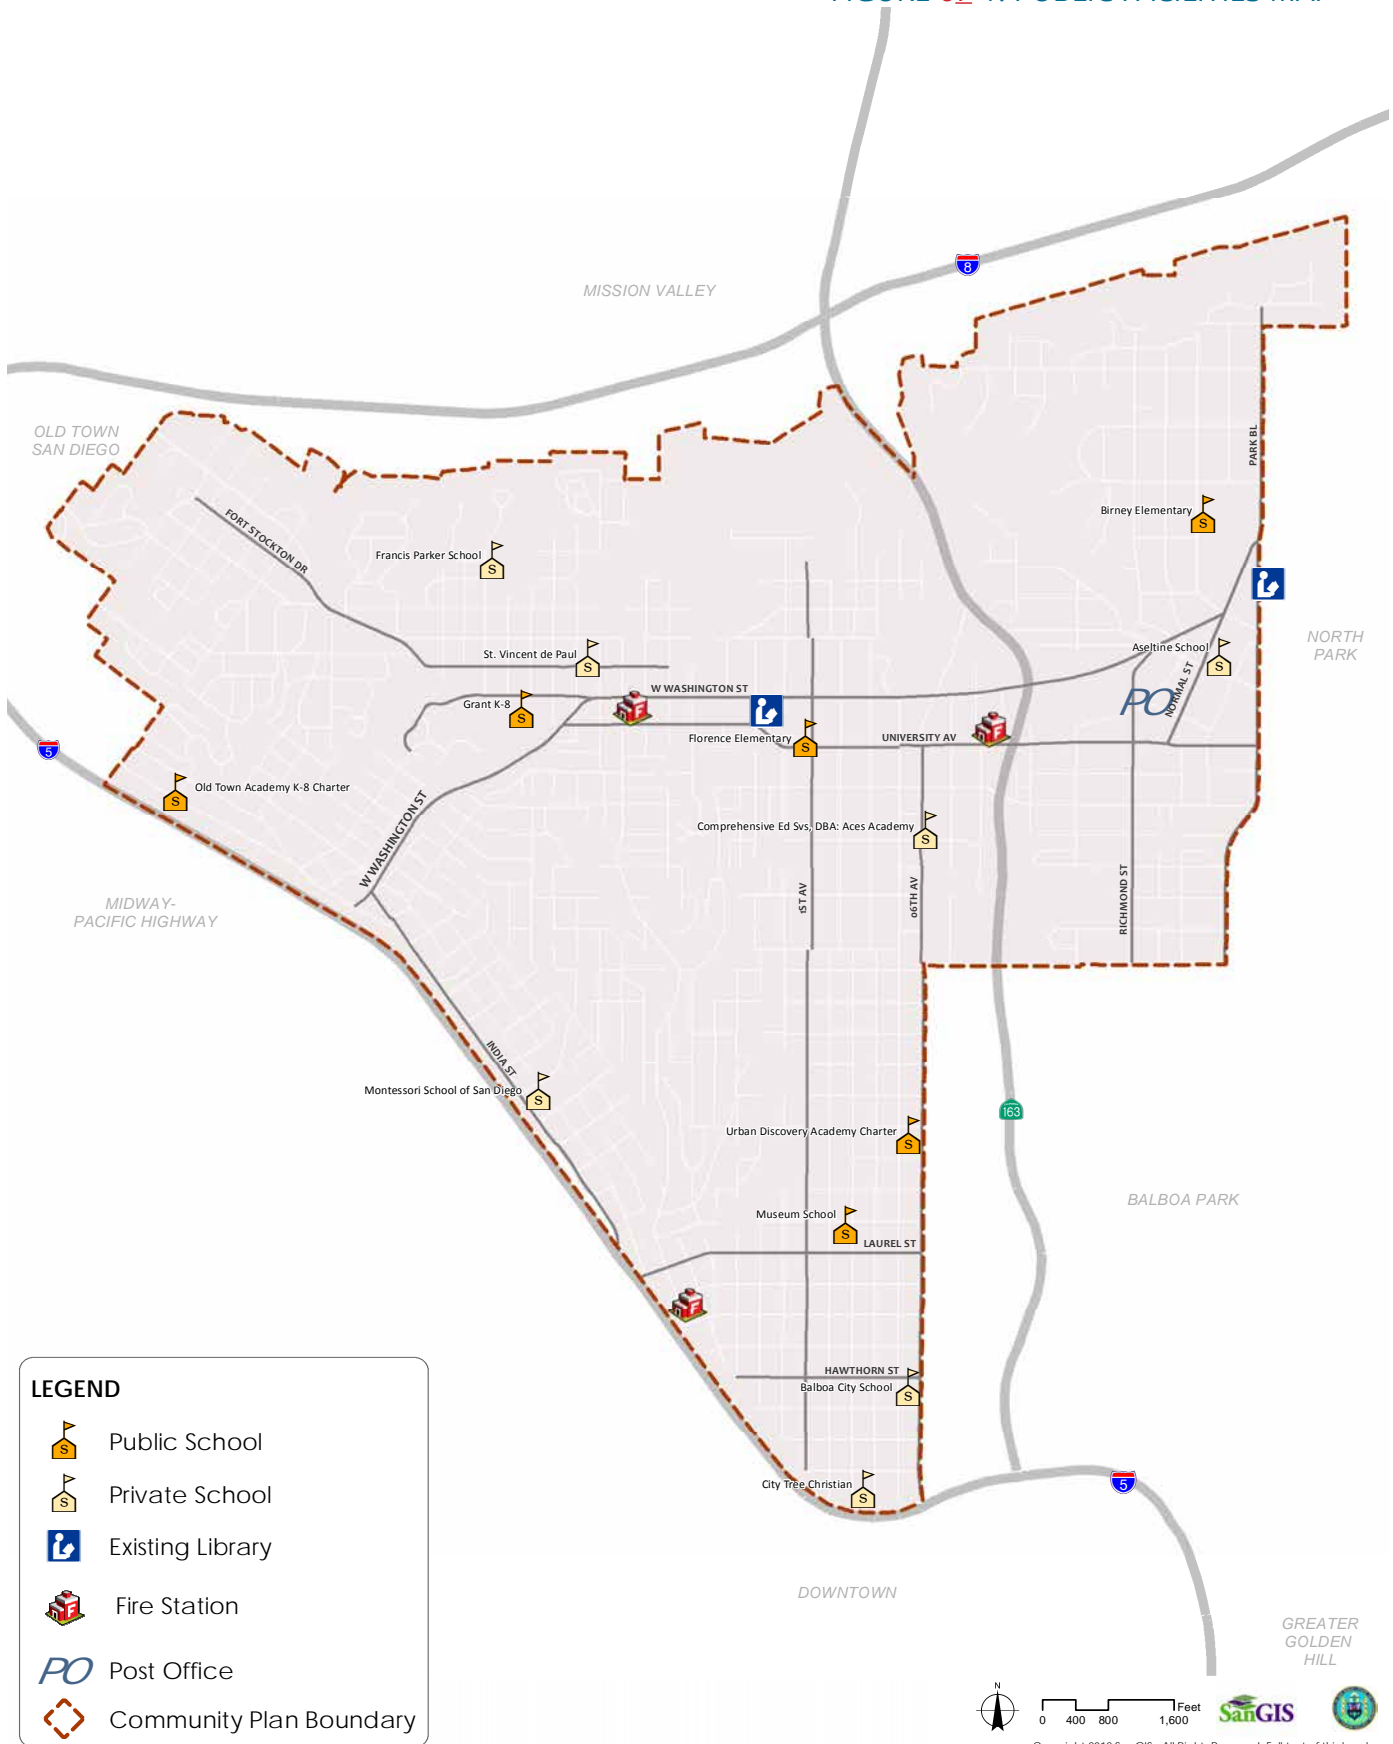 MISSION VALLEY
8
OLD TOWN
SAN DIEGO
PARK BL
FORT STOCKTON DR
Birney Elementary
S
Francis Parker School
S
NORTH
PARK
Aseltine School
S
St. Vincent de Paul
S
W WASHINGTON ST
PO
NORMAL ST
Grant K-8
S
F
Florence Elementary
S
UNIVERSITY AV
F
5
Old Town Academy K-8 Charter
S
W WASHINGTON ST
Comprehensive Ed Svs, DBA: Aces Academy
S
1ST AV
06TH AV
RICHMOND ST
MIDWAY-
PACIFIC HIGHWAY
INDIA ST
Montessori School of San Diego
S
163
Urban Discovery Academy Charter
S
BALBOA PARK
Museum School
S
LAUREL ST
F
HAWTHORN ST
Balboa City School
S
City Tree Christian
S
5
DOWNTOWN
GREATER
GOLDEN
HILL
LEGEND
S Public School
S Private School
Existing Library
F Fire Station
PO Post Office
Community Plan Boundary
N
Feet
0 400 800 1,600
SanGIS